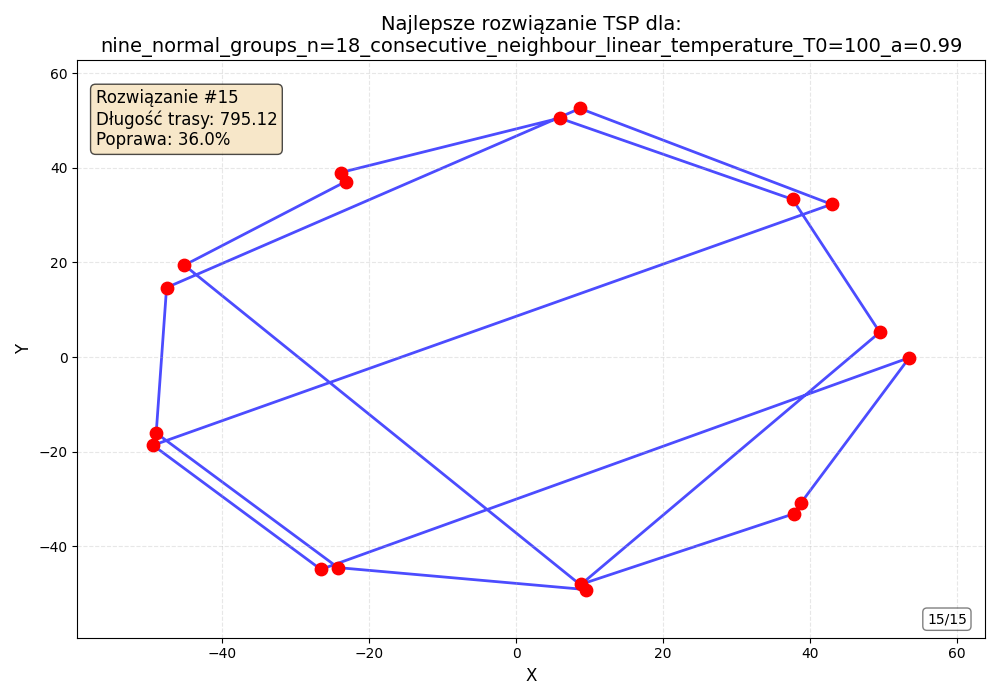 Najlepsze rozwiązanie TSP dla:
nine_normal_groups_n=18_consecutive_neighbour_linear_temperature_T0=100_a=0.99
Rozwiązanie #15
Długość trasy: 795.12
Poprawa: 36.0%
60
40
20
0
−20
−40
Y
15/15
−40
−20
0
20
40
60
X